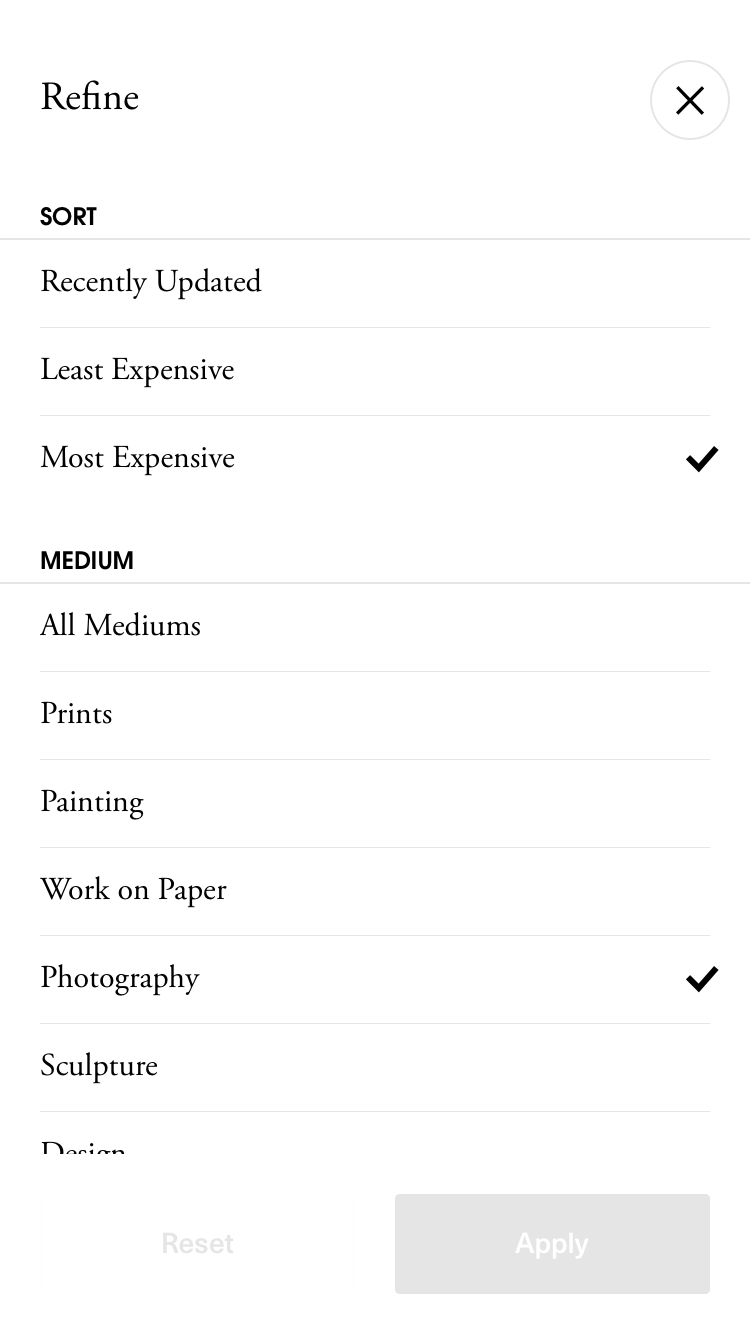 Refine
SORT
Recently Updated
Least Expensive
Most Expensive
MEDIUM
All Mediums
Prints
Painting
Work on Paper
Photography
Sculpture
Design
Reset
Apply